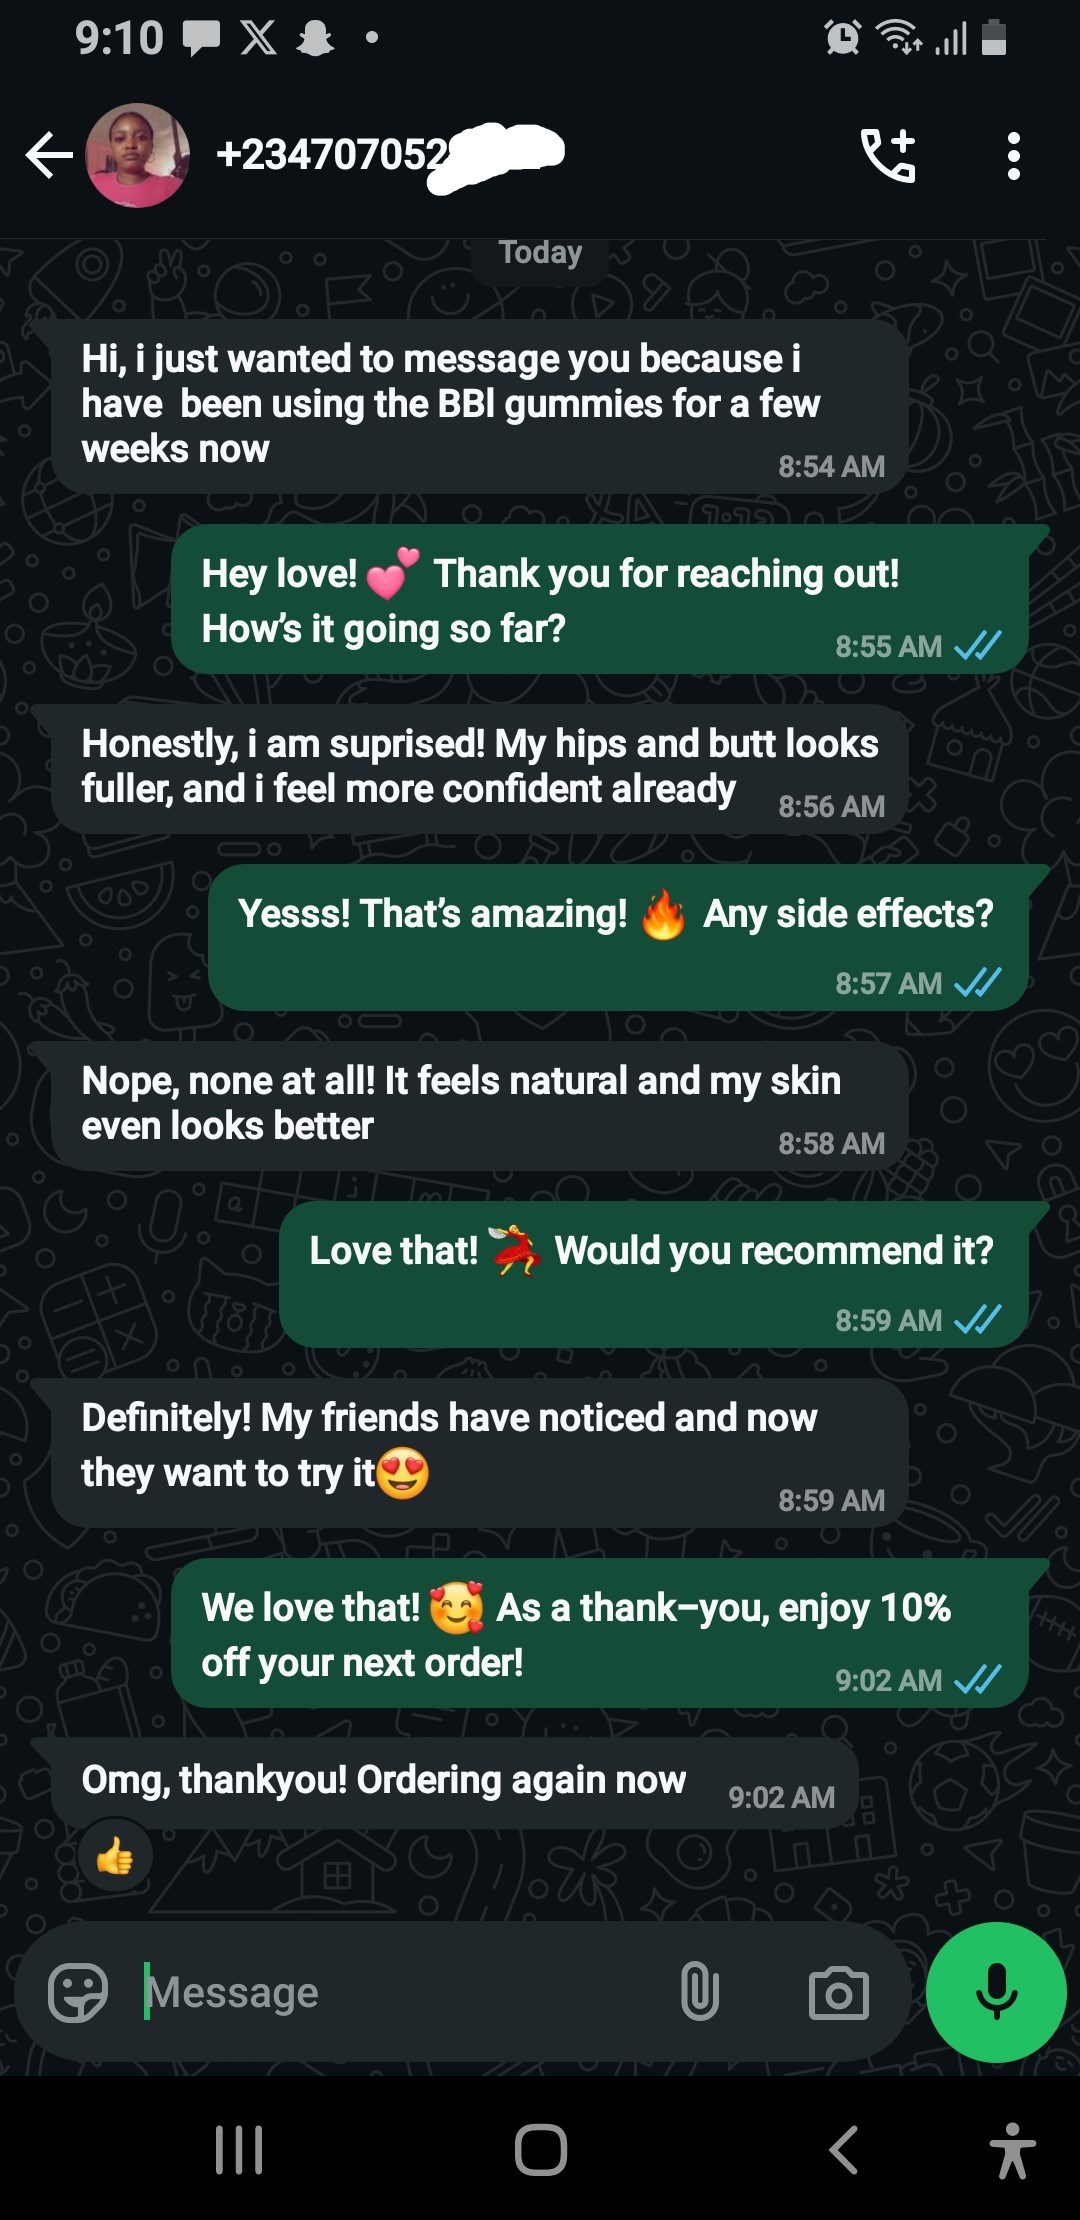 9:10
+234707052
Today
Hi, i just wanted to message you because i
have  been using the BBl gummies for a few
weeks now
8:54 AM
Hey love! 💕 Thank you for reaching out!
How’s it going so far?
8:55 AM
Honestly, i am suprised! My hips and butt looks
fuller, and i feel more confident already
8:56 AM
Yesss! That’s amazing! 🔥 Any side effects?
8:57 AM
Nope, none at all! It feels natural and my skin
even looks better
8:58 AM
Love that! 💃 Would you recommend it?
8:59 AM
Definitely! My friends have noticed and now
they want to try it😍
8:59 AM
We love that! 🥰 As a thank–you, enjoy 10%
off your next order!
9:02 AM
Omg, thankyou! Ordering again now
9:02 AM
👍
Message